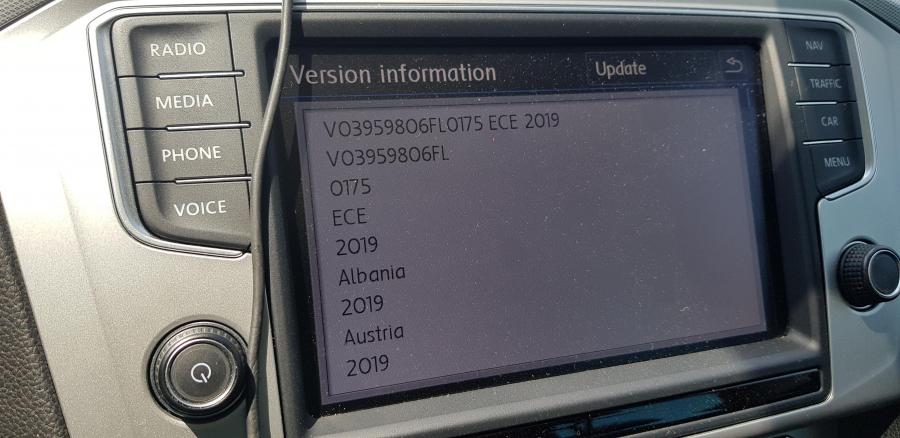 RADIO
MEDIA
PHONE
VOICE
Version information
Update
V03959806FL0175 ECE 2019
V03959806FL
0175
ECE
2019
Albania
2019
Austria
2019
NAV
TRAFFIC
CAR
MENU